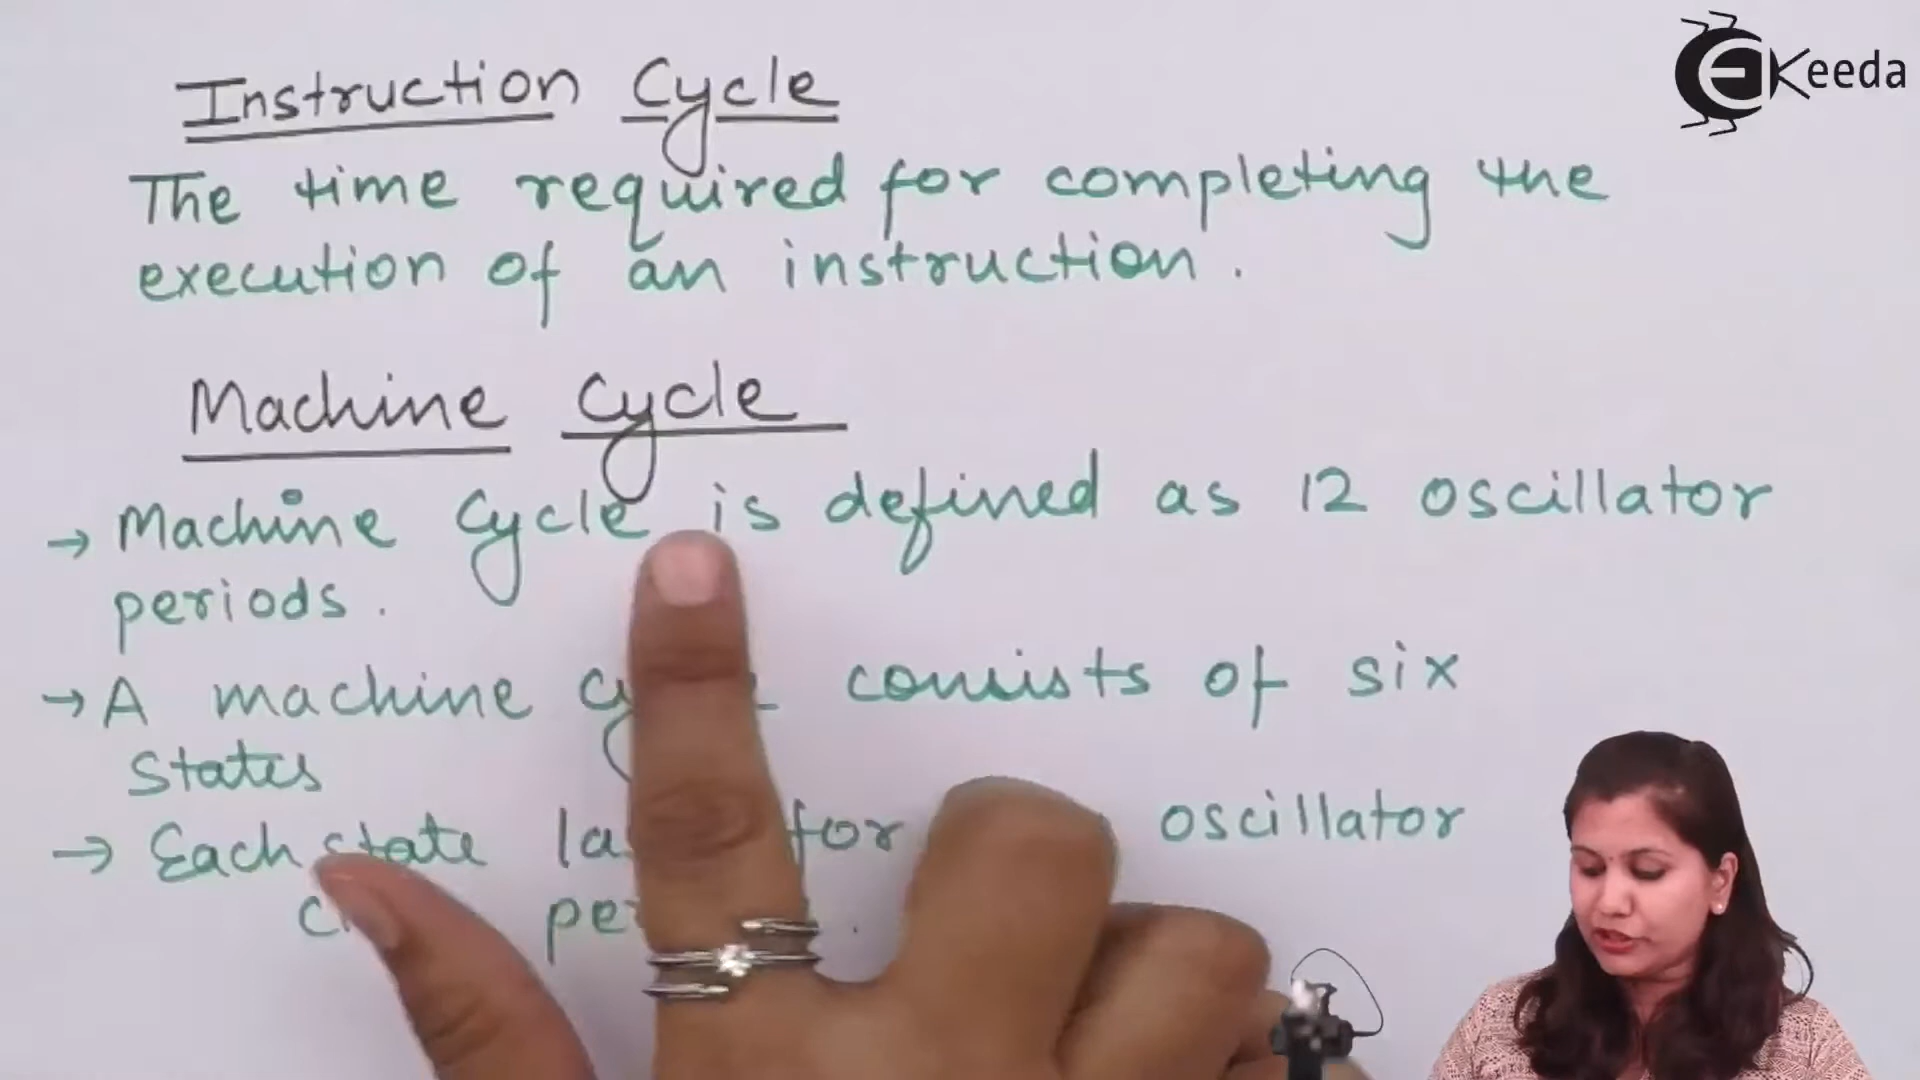 Keeda
Instruction Cycle
The time required for completing the
execution of an instruction.
Machine Cycle
→ Machine Cycle is defined as 12 oscillator
periods.
→ A machine consists of six
states
→ Each state for oscillator